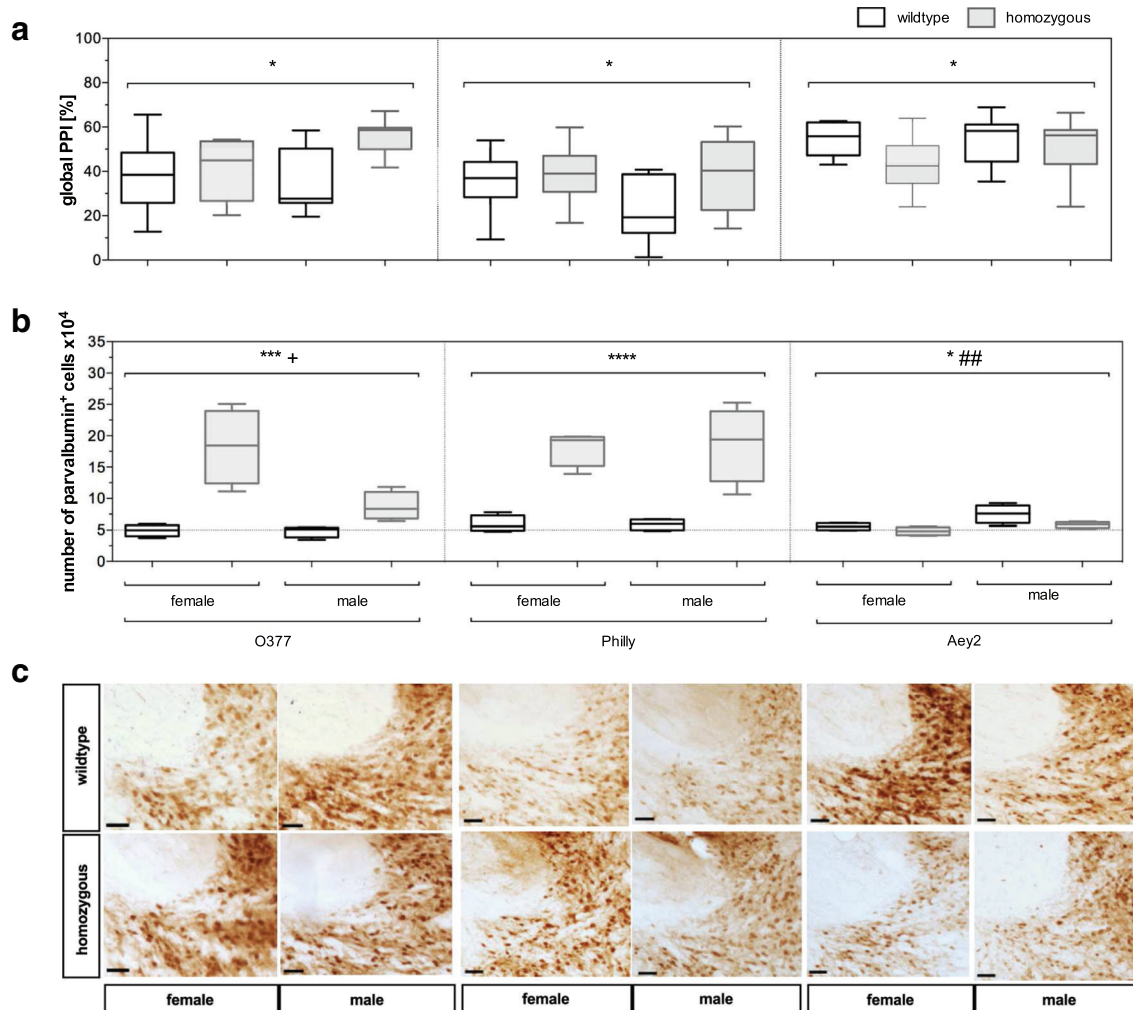 wildtype homozygous
a
global PPI [%]
100
80
60
40
20
0
* * *
b
number of parvalbumin⁺ cells x10⁴
35
30
25
20
15
10
5
0
*** + **** * ##
female male female male female male
O377 Philly Aey2
c
wildtype
homozygous
female male female male female male